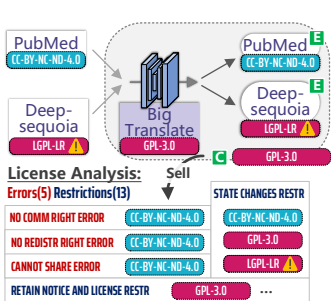 PubMed
CC-BY-NC-ND-4.0
Deep-
sequoia
LGPL-LR
Big
Translate
GPL-3.0
PubMed E
CC-BY-NC-ND-4.0
E
Deep-
sequoia
LGPL-LR
C GPL-3.0
License Analysis: Sell
Errors(5) Restrictions(13)
STATE CHANGES RESTR
NO COMM RIGHT ERROR CC-BY-NC-ND-4.0
CC-BY-NC-ND-4.0
NO REDISTR RIGHT ERROR CC-BY-NC-ND-4.0
GPL-3.0
CANNOT SHARE ERROR CC-BY-NC-ND-4.0
LGPL-LR
RETAIN NOTICE AND LICENSE RESTR GPL-3.0 ...